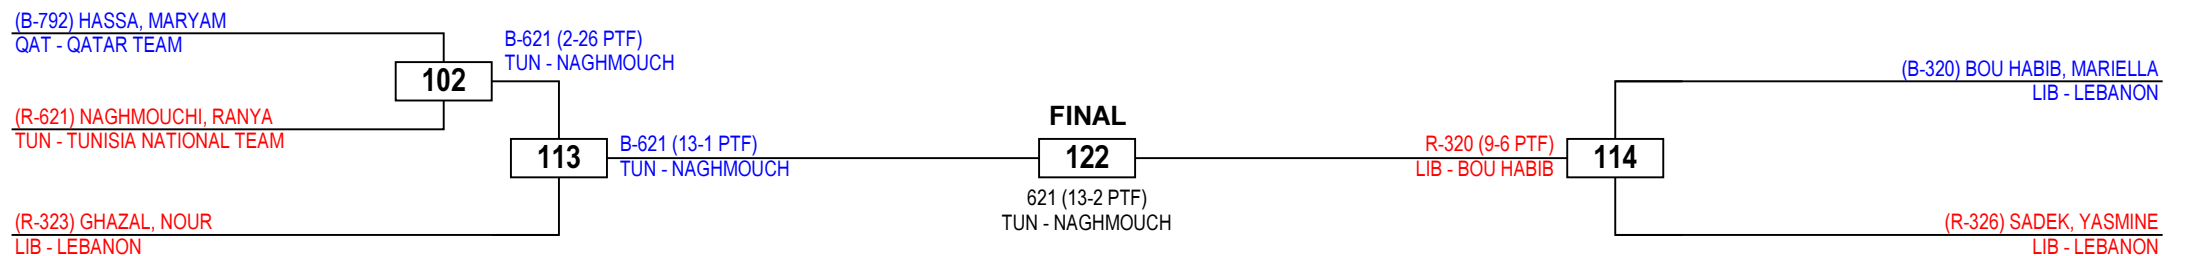 (B-792) HASSA, MARYAM
QAT - QATAR TEAM
B-621 (2-26 PTF)
TUN - NAGHMOUCH
102
(R-621) NAGHMOUCHI, RANYA
TUN - TUNISIA NATIONAL TEAM
113
B-621 (13-1 PTF)
TUN - NAGHMOUCH
(R-323) GHAZAL, NOUR
LIB - LEBANON
FINAL
122
621 (13-2 PTF)
TUN - NAGHMOUCH
R-320 (9-6 PTF)
LIB - BOU HABIB
114
(B-320) BOU HABIB, MARIELLA
LIB - LEBANON
(R-326) SADEK, YASMINE
LIB - LEBANON